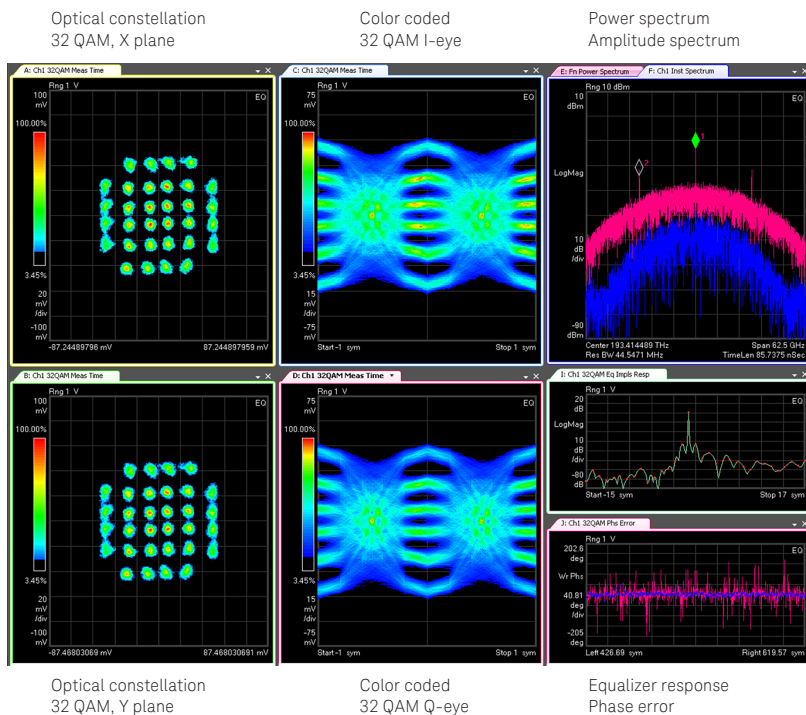 Optical constellation
32 QAM, X plane
Color coded
32 QAM I-eye
Power spectrum
Amplitude spectrum
A: Ch1 32QAM Meas Time
Rng 1 V
100
mV
EQ
100.00%
3.45%
20
mV
/div
-100
mV
-87.24489796 mV
87.244897959 mV
C: Ch1 32QAM Meas Time
Rng 1 V
75
mV
EQ
100.00%
3.45%
15
mV
/div
-75
mV
Start -1 sym
Stop 1 sym
E: Fn Power Spectrum
F: Ch1 Inst Spectrum
Rng 10 dBm
10
dBm
EQ
1
2
LogMag
10
dB
/div
-90
dBm
Center 193.414489 THz
Span 62.5 GHz
Res BW 44.5471 MHz
TimeLen 85.7375 nSec
B: Ch1 32QAM Meas Time
Rng 1 V
100
mV
EQ
100.00%
3.45%
20
mV
/div
-100
mV
-87.46803069 mV
87.468030691 mV
D: Ch1 32QAM Meas Time
Rng 1 V
75
mV
EQ
100.00%
3.45%
15
mV
/div
-75
mV
Start -1 sym
Stop 1 sym
I: Ch1 32QAM Eq Impls Resp
Rng 1 V
20
dB
EQ
LogMag
10
dB
/div
-80
dB
Start -15 sym
Stop 17 sym
J: Ch1 32QAM Phs Error
Rng 1 V
202.6
deg
EQ
Wr Phs
40.81
deg
/div
-205
deg
Left 426.69 sym
Right 619.57 sym
Optical constellation
32 QAM, Y plane
Color coded
32 QAM Q-eye
Equalizer response
Phase error